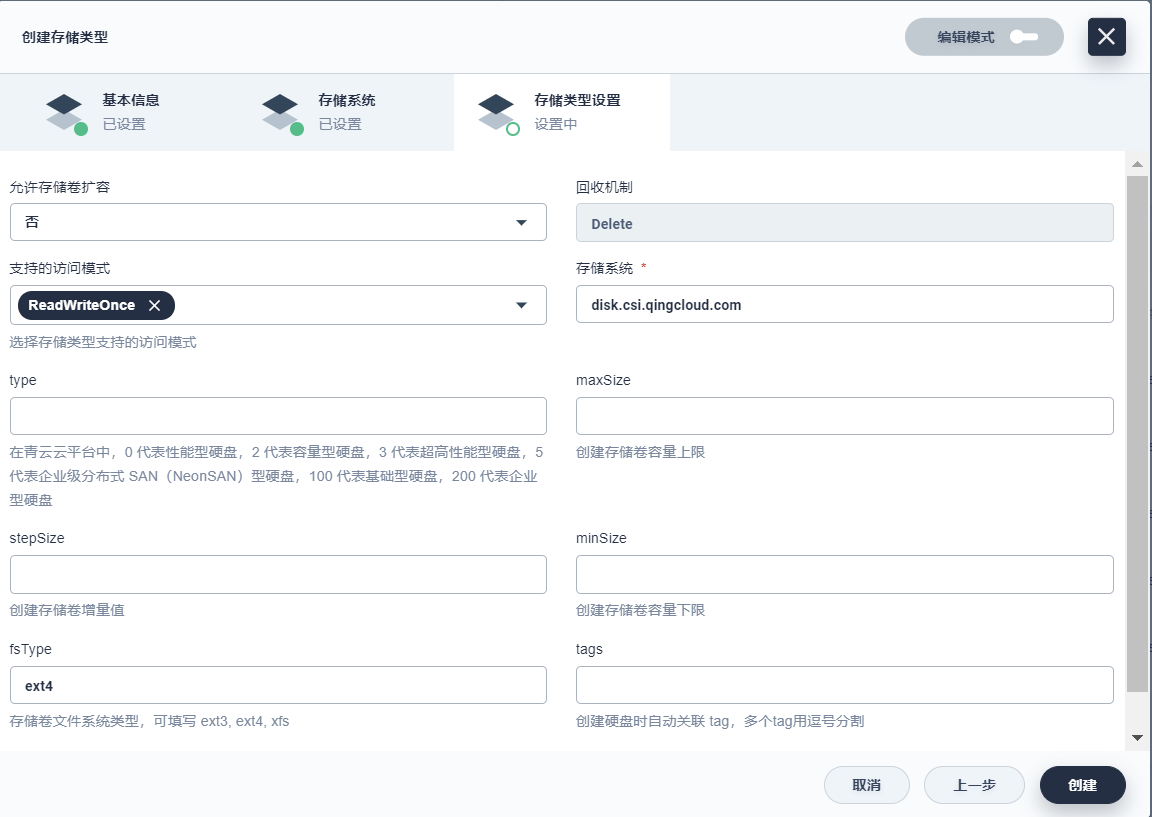 创建存储类型
编辑模式
基本信息
已设置
存储系统
已设置
存储类型设置
设置中
允许存储卷扩容
否
回收机制
Delete
支持的访问模式
ReadWriteOnce
选择存储类型支持的访问模式
存储系统 *
disk.csi.qingcloud.com
type
在青云云平台中，0 代表性能型硬盘，2 代表容量型硬盘，3 代表超高性能型硬盘，5
代表企业级分布式 SAN（NeonSAN）型硬盘，100 代表基础型硬盘，200 代表企业
型硬盘
maxSize
创建存储卷容量上限
stepSize
创建存储卷增量值
minSize
创建存储卷容量下限
fsType
ext4
存储卷文件系统类型，可填写 ext3, ext4, xfs
tags
创建硬盘时自动关联 tag，多个tag用逗号分割
取消
上一步
创建